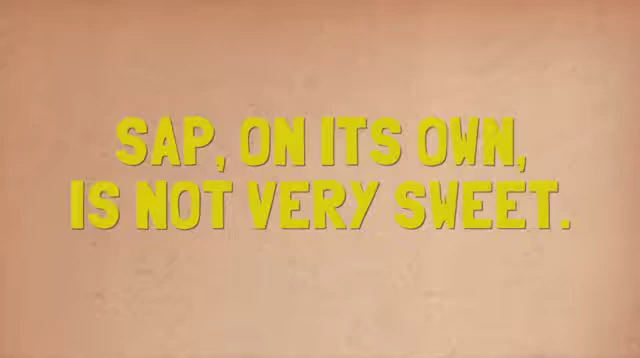 SAP, ON ITS OWN,
IS NOT VERY SWEET.